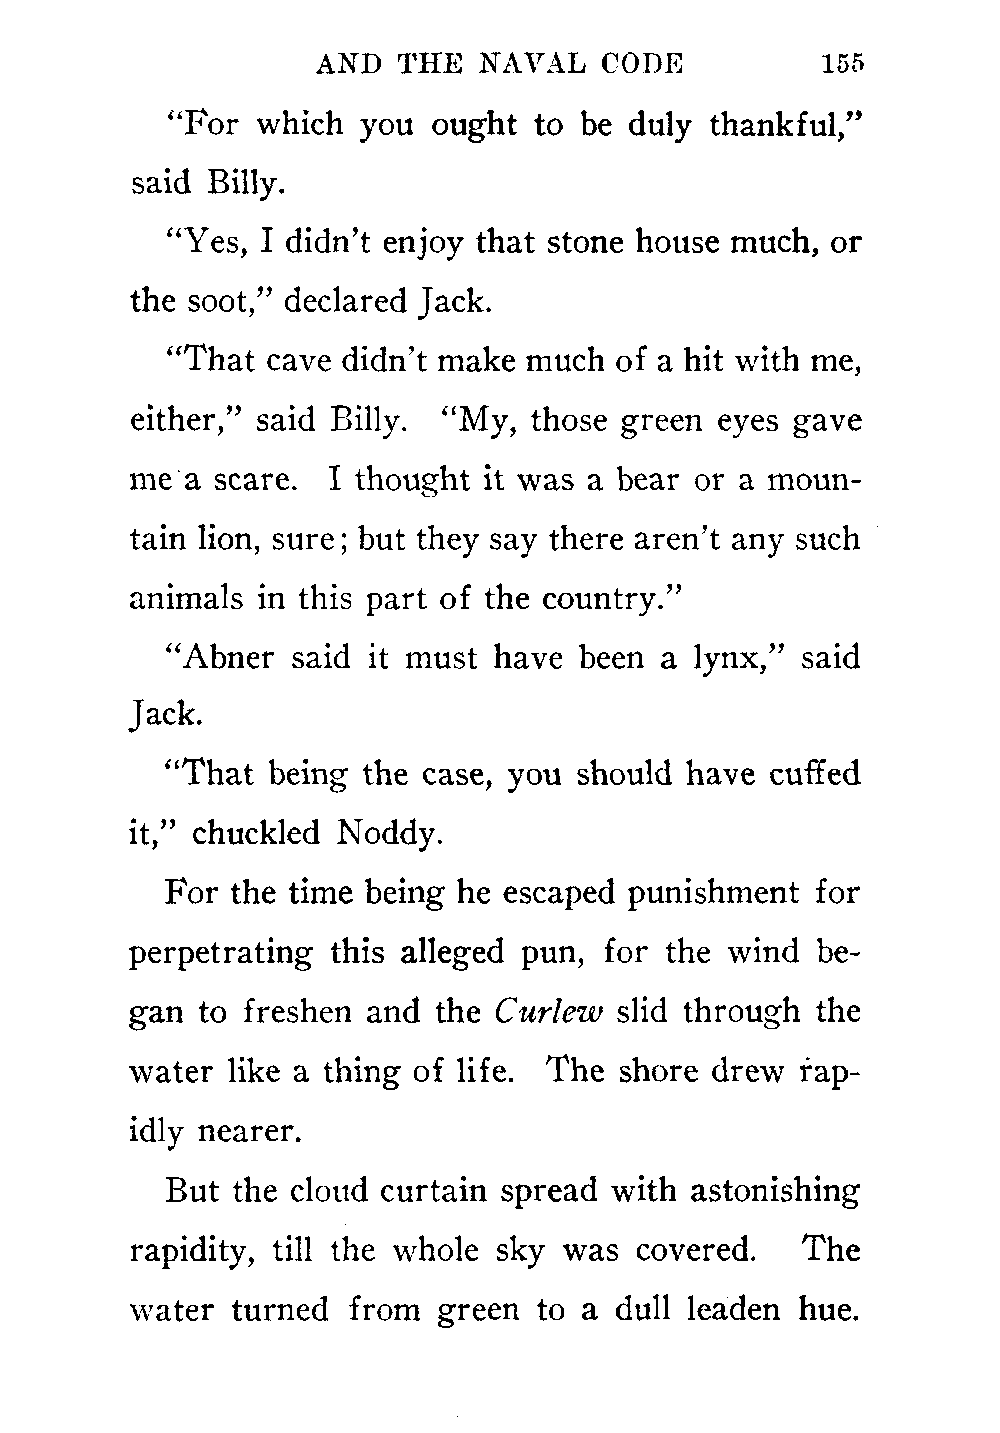 AND THE NAVAL CODE 155
“For which you ought to be duly thankful,”
said Billy.
“Yes, I didn’t enjoy that stone house much, or
the soot,” declared Jack.
“That cave didn’t make much of a hit with me,
either,” said Billy. “My, those green eyes gave
me a scare. I thought it was a bear or a moun-
tain lion, sure; but they say there aren’t any such
animals in this part of the country.”
“Abner said it must have been a lynx,” said
Jack.
“That being the case, you should have cuffed
it,” chuckled Noddy.
For the time being he escaped punishment for
perpetrating this alleged pun, for the wind be-
gan to freshen and the Curlew slid through the
water like a thing of life. The shore drew rap-
idly nearer.
But the cloud curtain spread with astonishing
rapidity, till the whole sky was covered. The
water turned from green to a dull leaden hue.